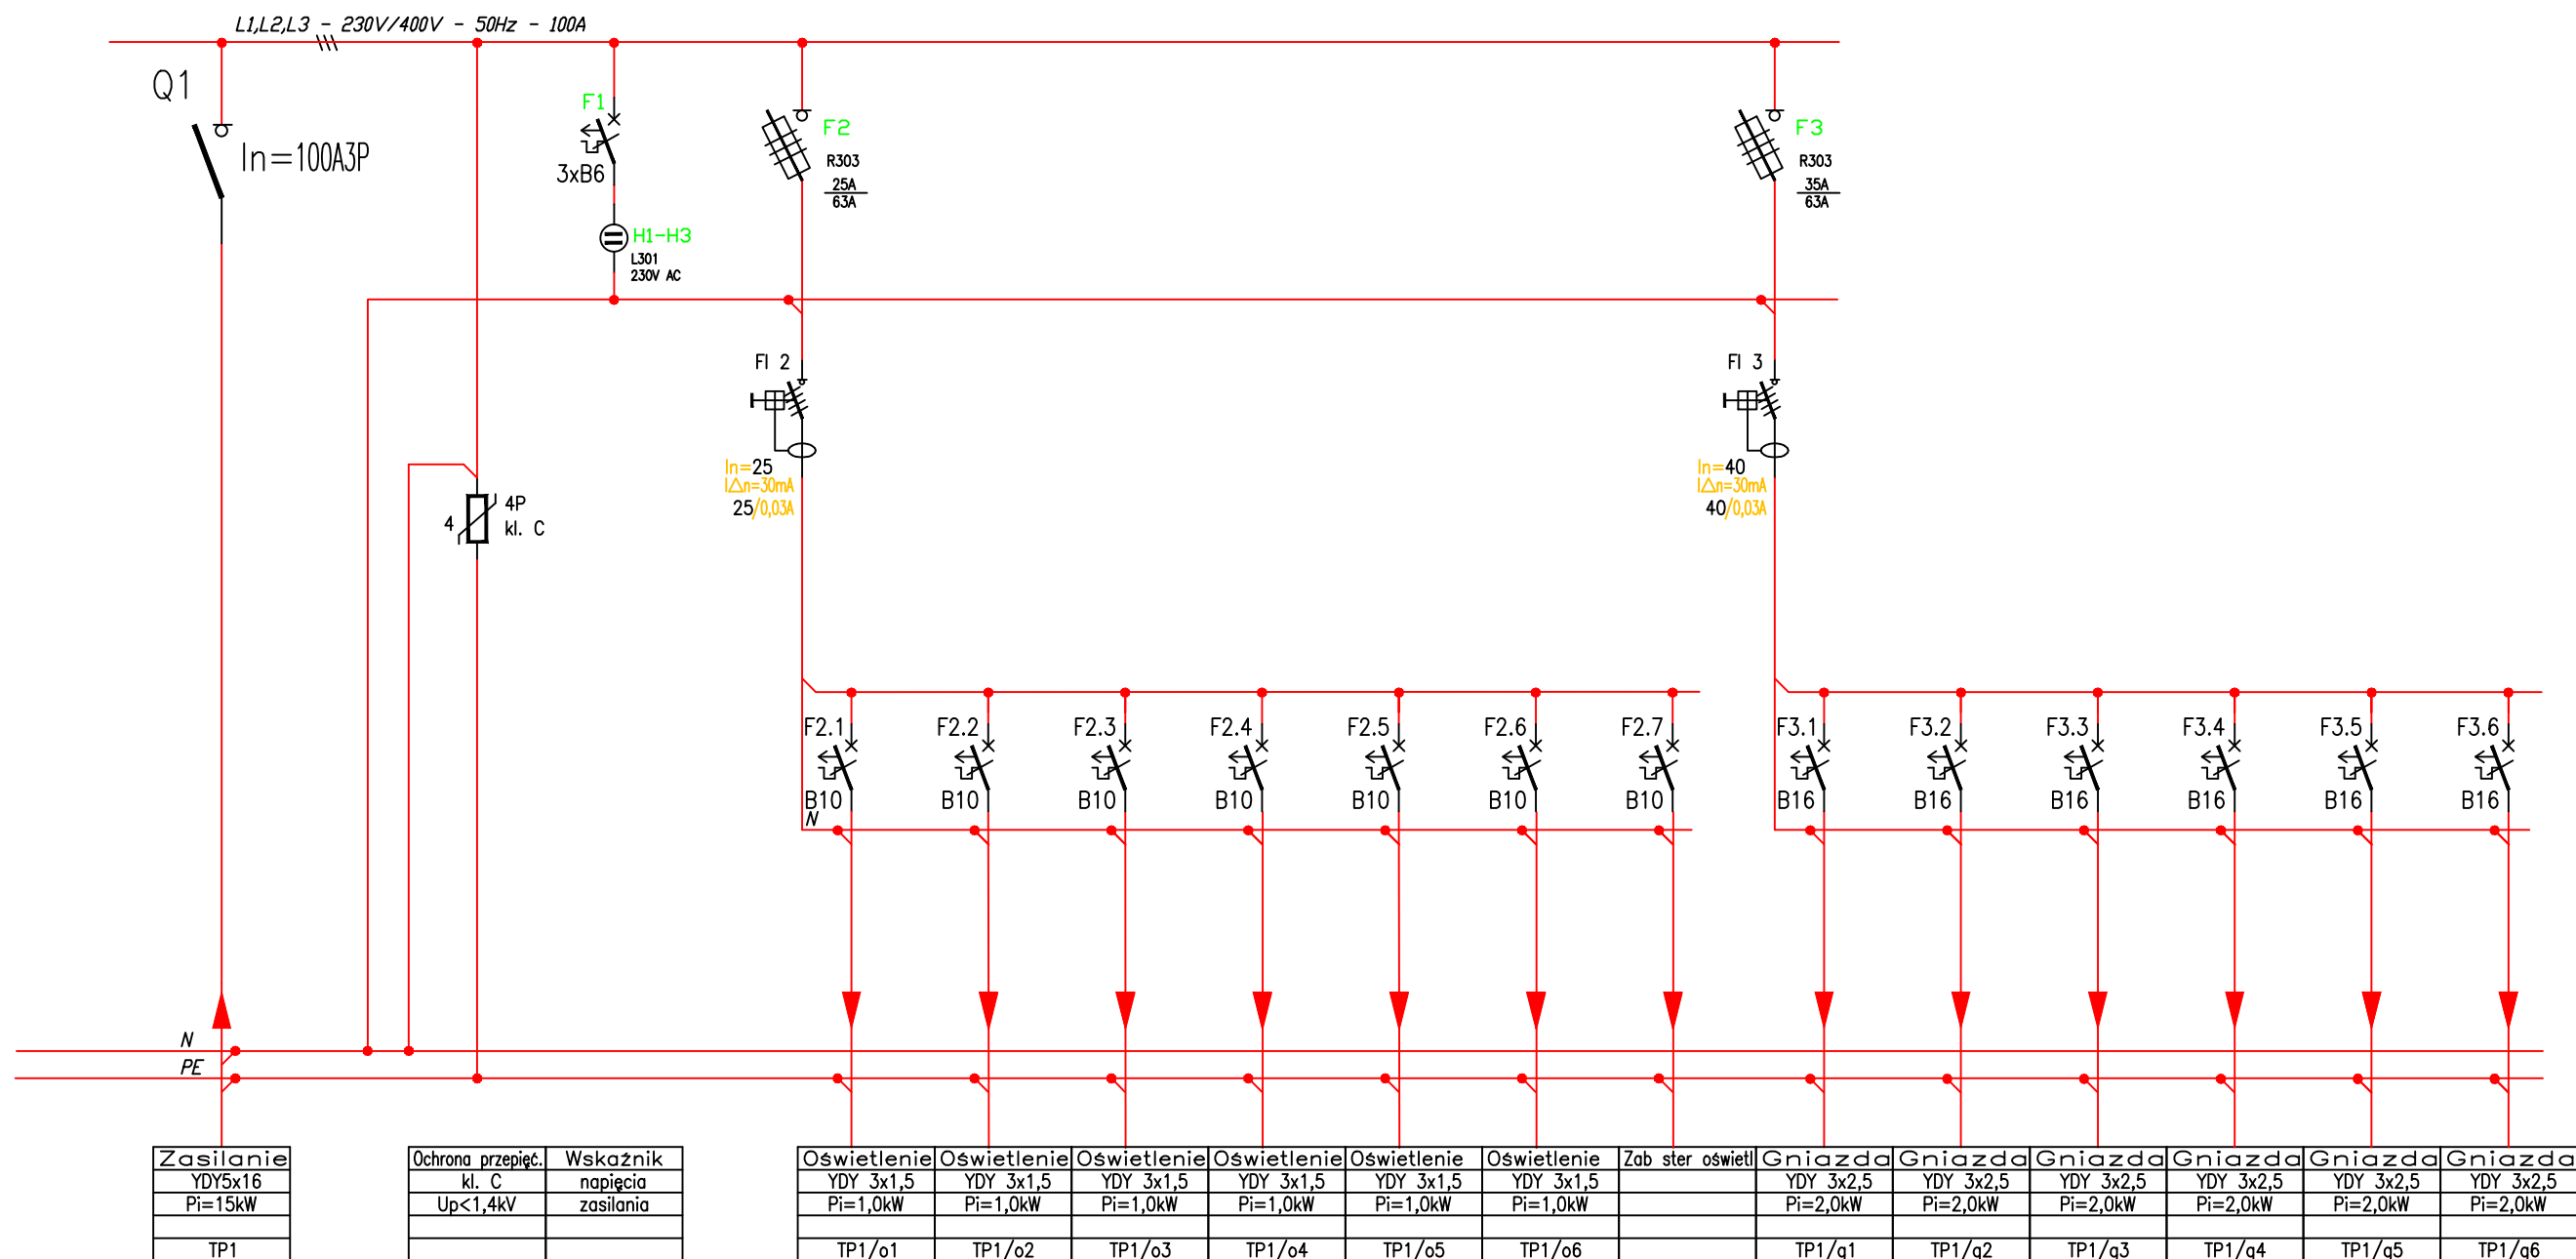 L1,L2,L3 - 230V/400V - 50Hz - 100A
Q1
In=100A3P
F1
3xB6
H1-H3
L301
230V AC
F2
R303
25A
63A
F3
R303
35A
63A
FI 2
In=25
I△n=30mA
25/0,03A
FI 3
In=40
I△n=30mA
40/0,03A
4
4P
kl. C
F2.1 F2.2 F2.3 F2.4 F2.5 F2.6 F2.7 F3.1 F3.2 F3.3 F3.4 F3.5 F3.6
B10 B10 B10 B10 B10 B10 B10 B16 B16 B16 B16 B16 B16
N
N
PE
Zasilanie Ochrona przepięć. Wskaźnik Oświetlenie Oświetlenie Oświetlenie Oświetlenie Oświetlenie Oświetlenie Zab ster oświetl Gniazda Gniazda Gniazda Gniazda Gniazda Gniazda
YDY5x16 kl. C napięcia YDY 3x1,5 YDY 3x1,5 YDY 3x1,5 YDY 3x1,5 YDY 3x1,5 YDY 3x1,5 YDY 3x2,5 YDY 3x2,5 YDY 3x2,5 YDY 3x2,5 YDY 3x2,5 YDY 3x2,5
Pi=15kW Up<1,4kV zasilania Pi=1,0kW Pi=1,0kW Pi=1,0kW Pi=1,0kW Pi=1,0kW Pi=1,0kW Pi=2,0kW Pi=2,0kW Pi=2,0kW Pi=2,0kW Pi=2,0kW Pi=2,0kW
TP1 TP1/o1 TP1/o2 TP1/o3 TP1/o4 TP1/o5 TP1/o6 TP1/g1 TP1/g2 TP1/g3 TP1/g4 TP1/g5 TP1/g6